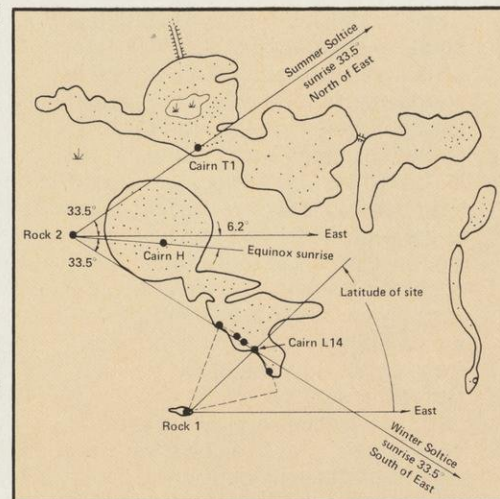 Summer Soltice
sunrise 33.5°
North of East
Cairn T1
33.5°
Rock 2
33.5°
6.2°
East
Cairn H
Equinox sunrise
Latitude of site
Cairn L14
East
Rock 1
Winter Soltice
sunrise 33.5°
South of East